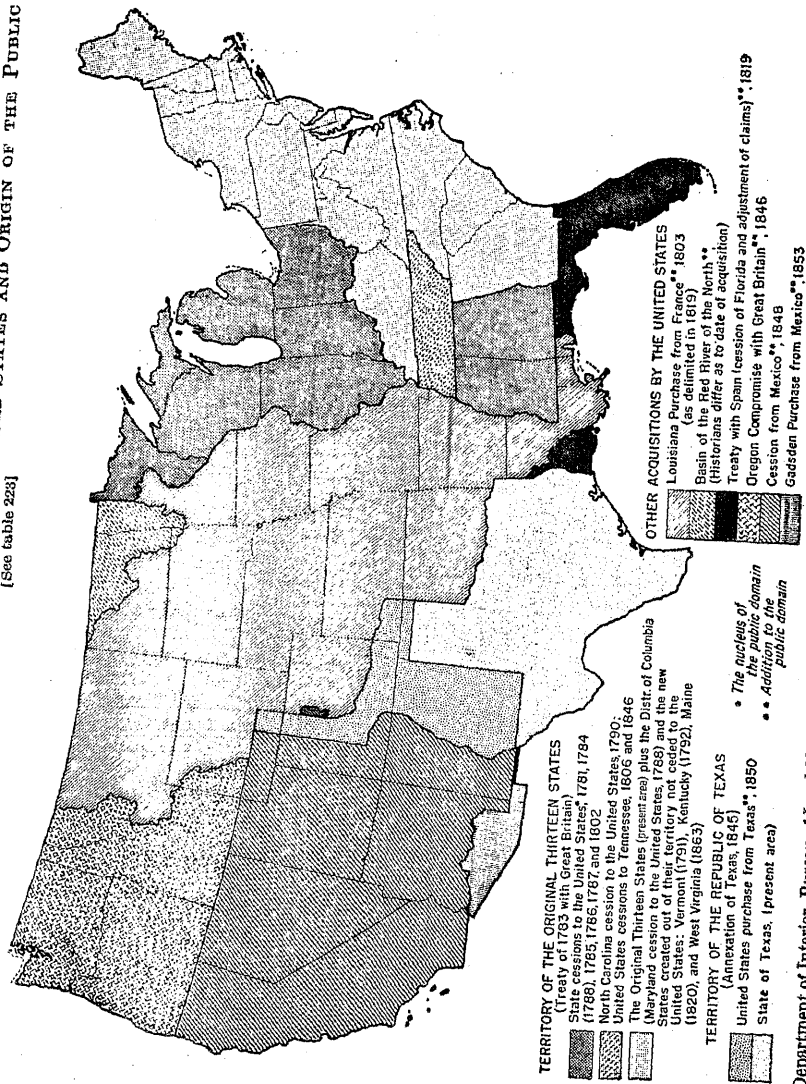 STATES AND ORIGIN OF THE PUBLIC
[See table 223]
TERRITORY OF THE ORIGINAL THIRTEEN STATES
(Treaty of 1783 with Great Britain)
State cessions to the United States*, 1781, 1784
(1788), 1785, 1786, 1787, and 1802
North Carolina cession to the United States, 1790;
United States cessions to Tennessee, 1806 and 1846
The Original Thirteen States (present area) plus the Distr. of Columbia
(Maryland cession to the United States, 1788) and the new
States created out of their territory not ceded to the
United States: Vermont (1791), Kentucky (1792), Maine
(1820), and West Virginia (1863)
TERRITORY OF THE REPUBLIC OF TEXAS
(Annexation of Texas, 1845)
United States purchase from Texas**, 1850
State of Texas, (present area)
* The nucleus of
the public domain
** Addition to the
public domain
OTHER ACQUISITIONS BY THE UNITED STATES
Louisiana Purchase from France**, 1803
(as delimited in 1819)
Basin of the Red River of the North**
(Historians differ as to date of acquisition)
Treaty with Spain (cession of Florida and adjustment of claims)**, 1819
Oregon Compromise with Great Britain**, 1846
Cession from Mexico**, 1848
Gadsden Purchase from Mexico**, 1853
Department of Interior, Bureau of